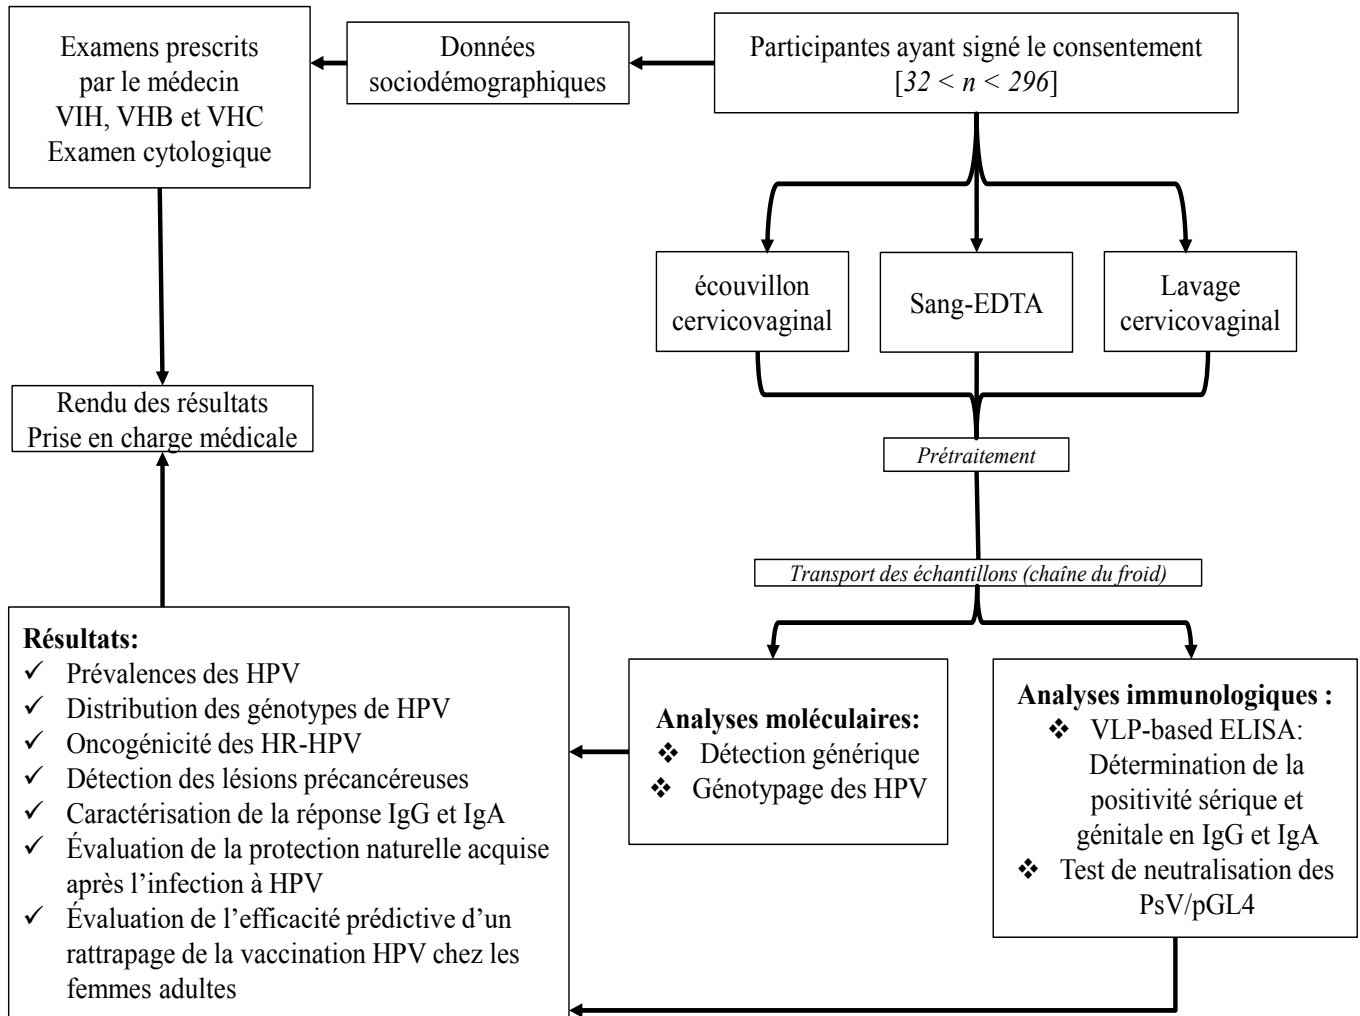 Participantes ayant signé le consentement
[32 < n < 296]
Données
sociodémographiques
Examens prescrits
par le médecin
VIH, VHB et VHC
Examen cytologique
écouvillon
cervicovaginal
Sang-EDTA
Lavage
cervicovaginal
Prétraitement
Transport des échantillons (chaîne du froid)
Analyses moléculaires:
❖ Détection générique
❖ Génotypage des HPV
Analyses immunologiques :
❖ VLP-based ELISA:
Détermination de la
positivité sérique et
génitale en IgG et IgA
❖ Test de neutralisation des
PsV/pGL4
Résultats:
✓ Prévalences des HPV
✓ Distribution des génotypes de HPV
✓ Oncogénicité des HR-HPV
✓ Détection des lésions précancéreuses
✓ Caractérisation de la réponse IgG et IgA
✓ Évaluation de la protection naturelle acquise
après l’infection à HPV
✓ Évaluation de l’efficacité prédictive d’un
rattrapage de la vaccination HPV chez les
femmes adultes
Rendu des résultats
Prise en charge médicale